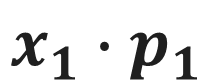 x₁ · p₁